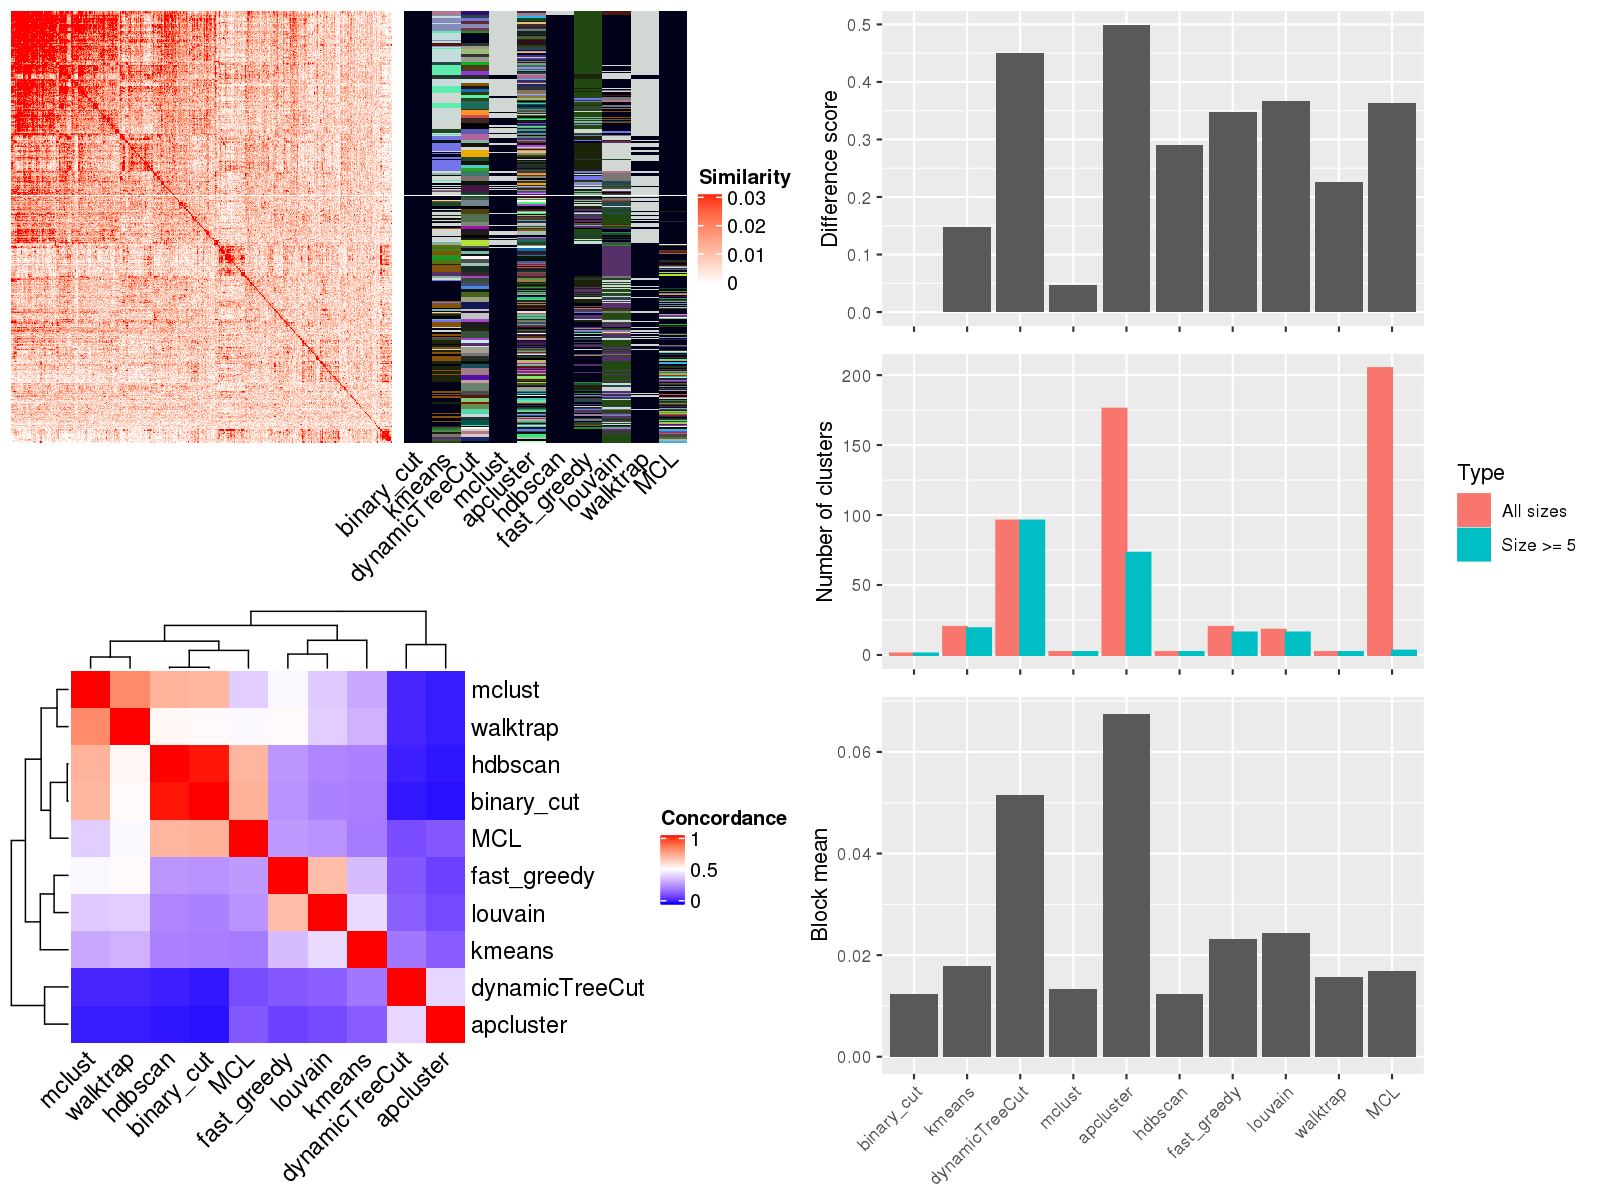 Similarity
0.03
0.02
0.01
0
binary_cut
kmeans
dynamicTreeCut
mclust
apcluster
hdbscan
fast_greedy
louvain
walktrap
MCL
mclust
walktrap
hdbscan
binary_cut
MCL
fast_greedy
louvain
kmeans
dynamicTreeCut
apcluster
Concordance
1
0.5
0
mclust
walktrap
hdbscan
binary_cut
MCL
fast_greedy
louvain
kmeans
dynamicTreeCut
apcluster
Difference score
0.5
0.4
0.3
0.2
0.1
0.0
Number of clusters
200
150
100
50
0
Type
All sizes
Size >= 5
Block mean
0.06
0.04
0.02
0.00
binary_cut
kmeans
dynamicTreeCut
mclust
apcluster
hdbscan
fast_greedy
louvain
walktrap
MCL